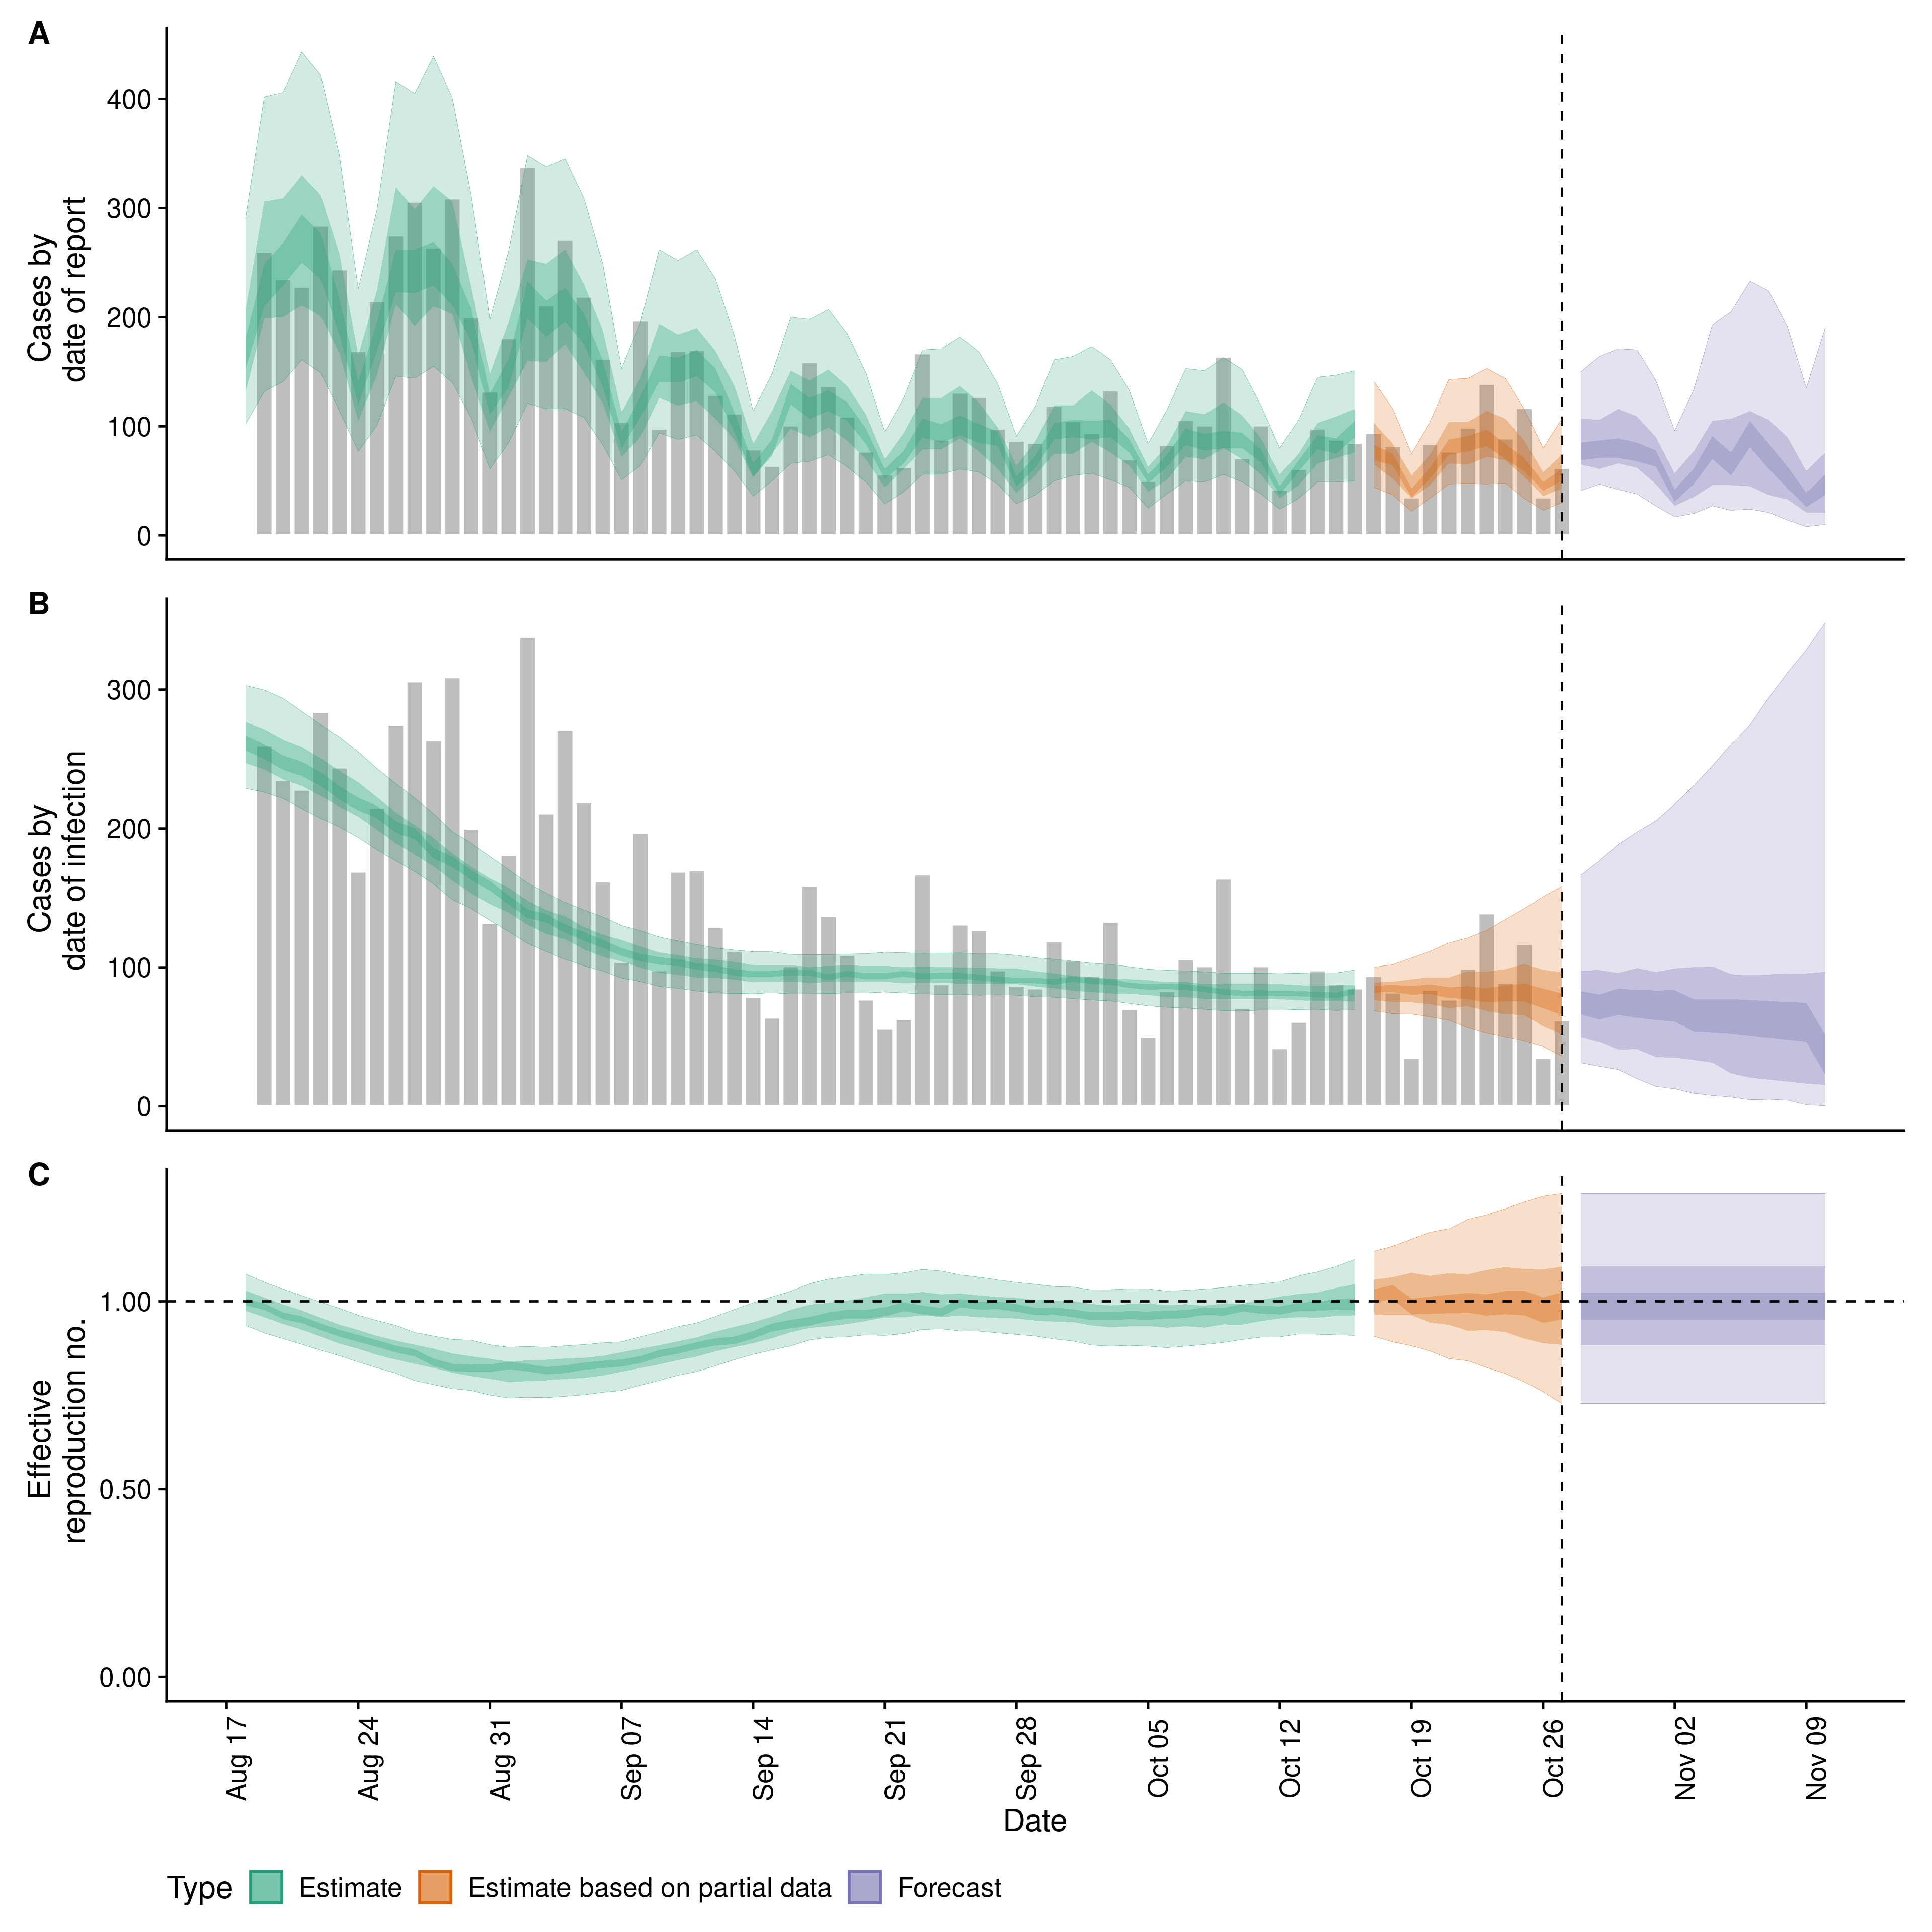 A
Cases by
date of report
400
300
200
100
0
B
Cases by
date of infection
300
200
100
0
C
Effective
reproduction no.
1.00
0.50
0.00
Aug 17
Aug 24
Aug 31
Sep 07
Sep 14
Sep 21
Sep 28
Oct 05
Oct 12
Oct 19
Oct 26
Nov 02
Nov 09
Date
Type
Estimate
Estimate based on partial data
Forecast